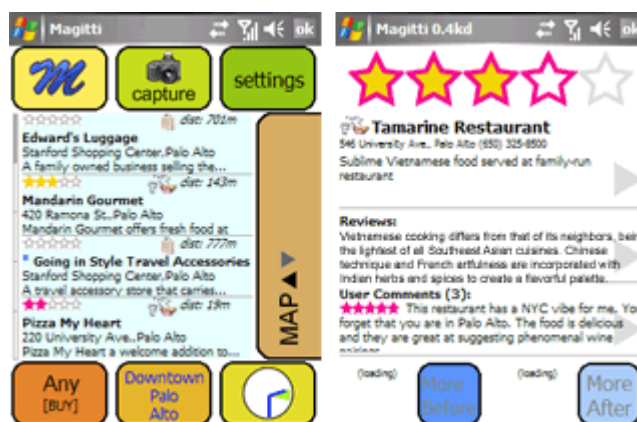 Magitti
ok
M
capture
settings
dist: 701m
Edward's Luggage
Stanford Shopping Center,Palo Alto
A family owned business selling the...
dist: 143m
Mandarin Gourmet
420 Ramona St.,Palo Alto
Mandarin Gourmet offers fresh food at
dist: 777m
Going in Style Travel Accessories
Stanford Shopping Center,Palo Alto
A travel accessory store that carries...
dist: 19m
Pizza My Heart
220 University Ave.,Palo Alto
Pizza My Heart a welcome addition to...
MAP
Any
[BUY]
Downtown
Palo
Alto
Magitti 0.4kd
ok
Tamarine Restaurant
546 University Ave., Palo Alto (650) 325-8500
Sublime Vietnamese food served at family-run
restaurant
Reviews:
Vietnamese cooking differs from that of its neighbors, bein
the lightest of all Southeast Asian cuisines. Chinese
technique and French artfulness are incorporated with
Indian herbs and spices to create a flavorful palette.
User Comments (3):
This restaurant has a NYC vibe for me. Yo
forget that you are in Palo Alto. The food is delicious
and they are great at suggesting phenomenal wine
(loading)
More
Before
(loading)
More
After